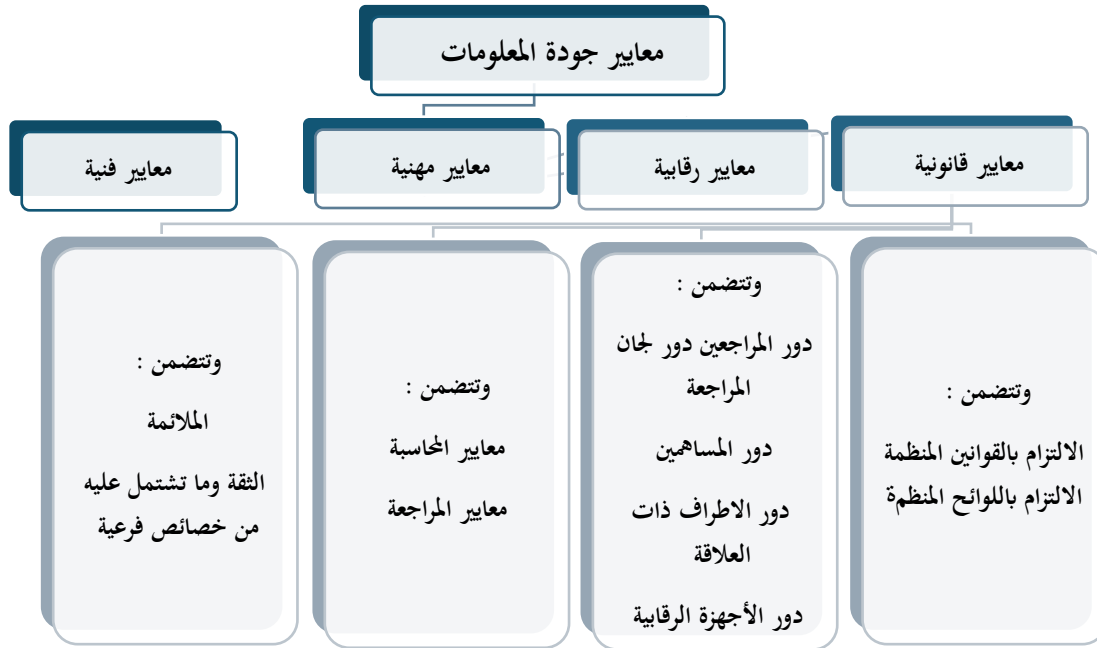 معايير جودة المعلومات
معايير قانونية
معايير رقابية
معايير مهنية
معايير فنية
وتتضمن :
الالتزام بالقوانين المنظمة
الالتزام باللوائح المنظمة
وتتضمن :
دور المراجعين دور لجان
المراجعة
دور المساهمين
دور الاطراف ذات
العلاقة
دور الأجهزة الرقابية
وتتضمن :
معايير المحاسبة
معايير المراجعة
وتتضمن :
الملائمة
الثقة وما تشتمل عليه
من خصائص فرعية